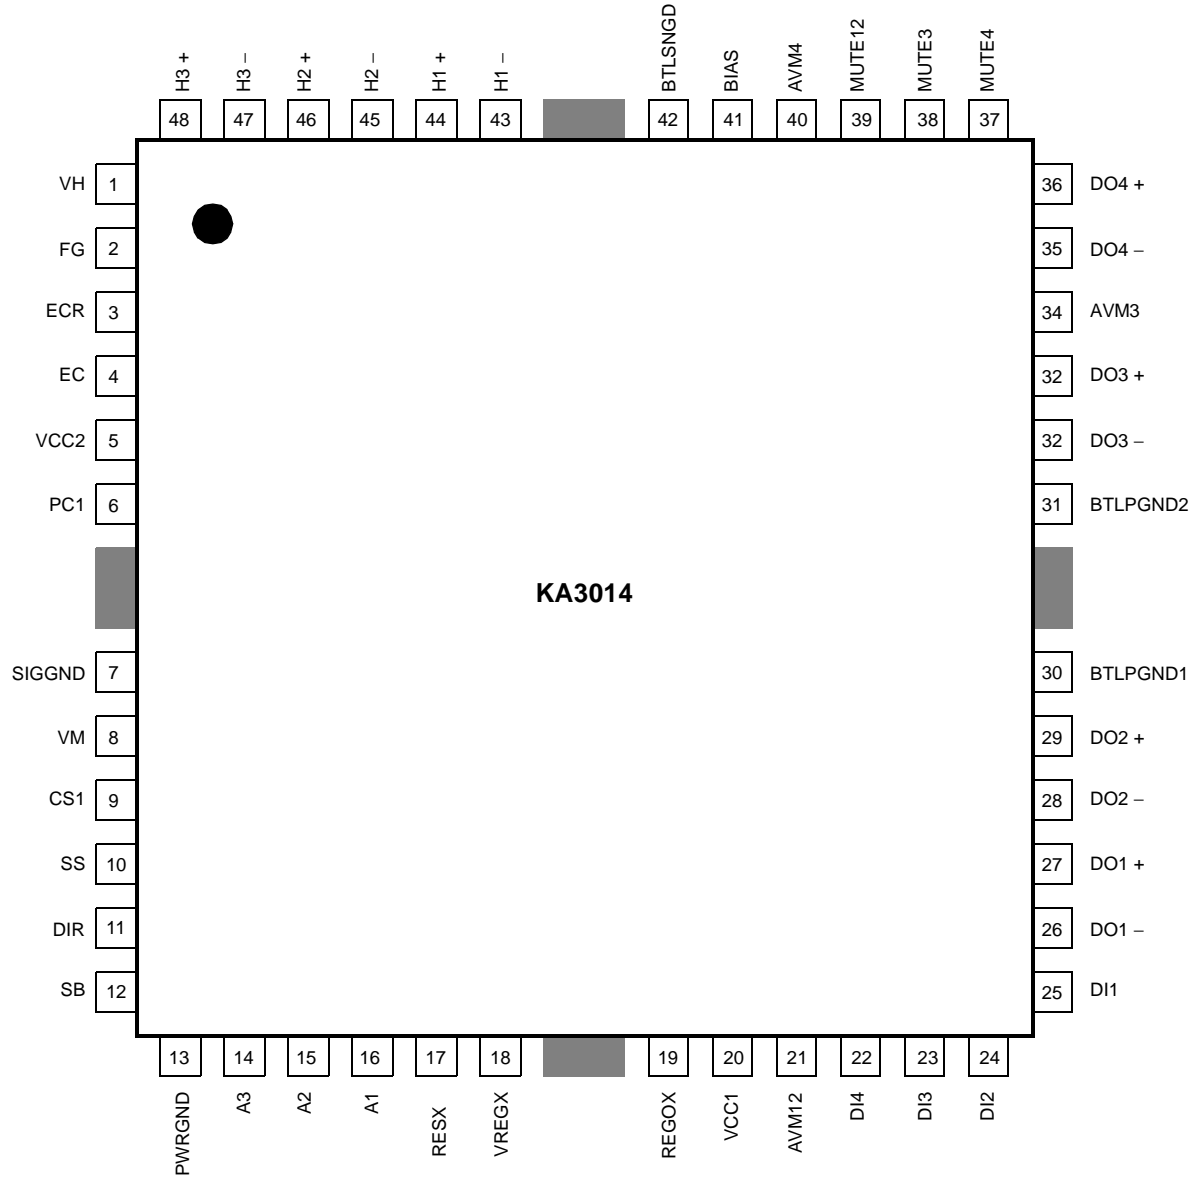 H3 +
H3 –
H2 +
H2 –
H1 +
H1 –
BTLSNGD
BIAS
AVM4
MUTE12
MUTE3
MUTE4
48 47 46 45 44 43 42 41 40 39 38 37
VH 1 36 DO4 +
FG 2 35 DO4 –
ECR 3 34 AVM3
EC 4 32 DO3 +
VCC2 5 32 DO3 –
PC1 6 31 BTLPGND2
KA3014
SIGGND 7 30 BTLPGND1
VM 8 29 DO2 +
CS1 9 28 DO2 –
SS 10 27 DO1 +
DIR 11 26 DO1 –
SB 12 25 DI1
13 14 15 16 17 18 19 20 21 22 23 24
PWRGND
A3
A2
A1
RESX
VREGX
REGOX
VCC1
AVM12
DI4
DI3
DI2